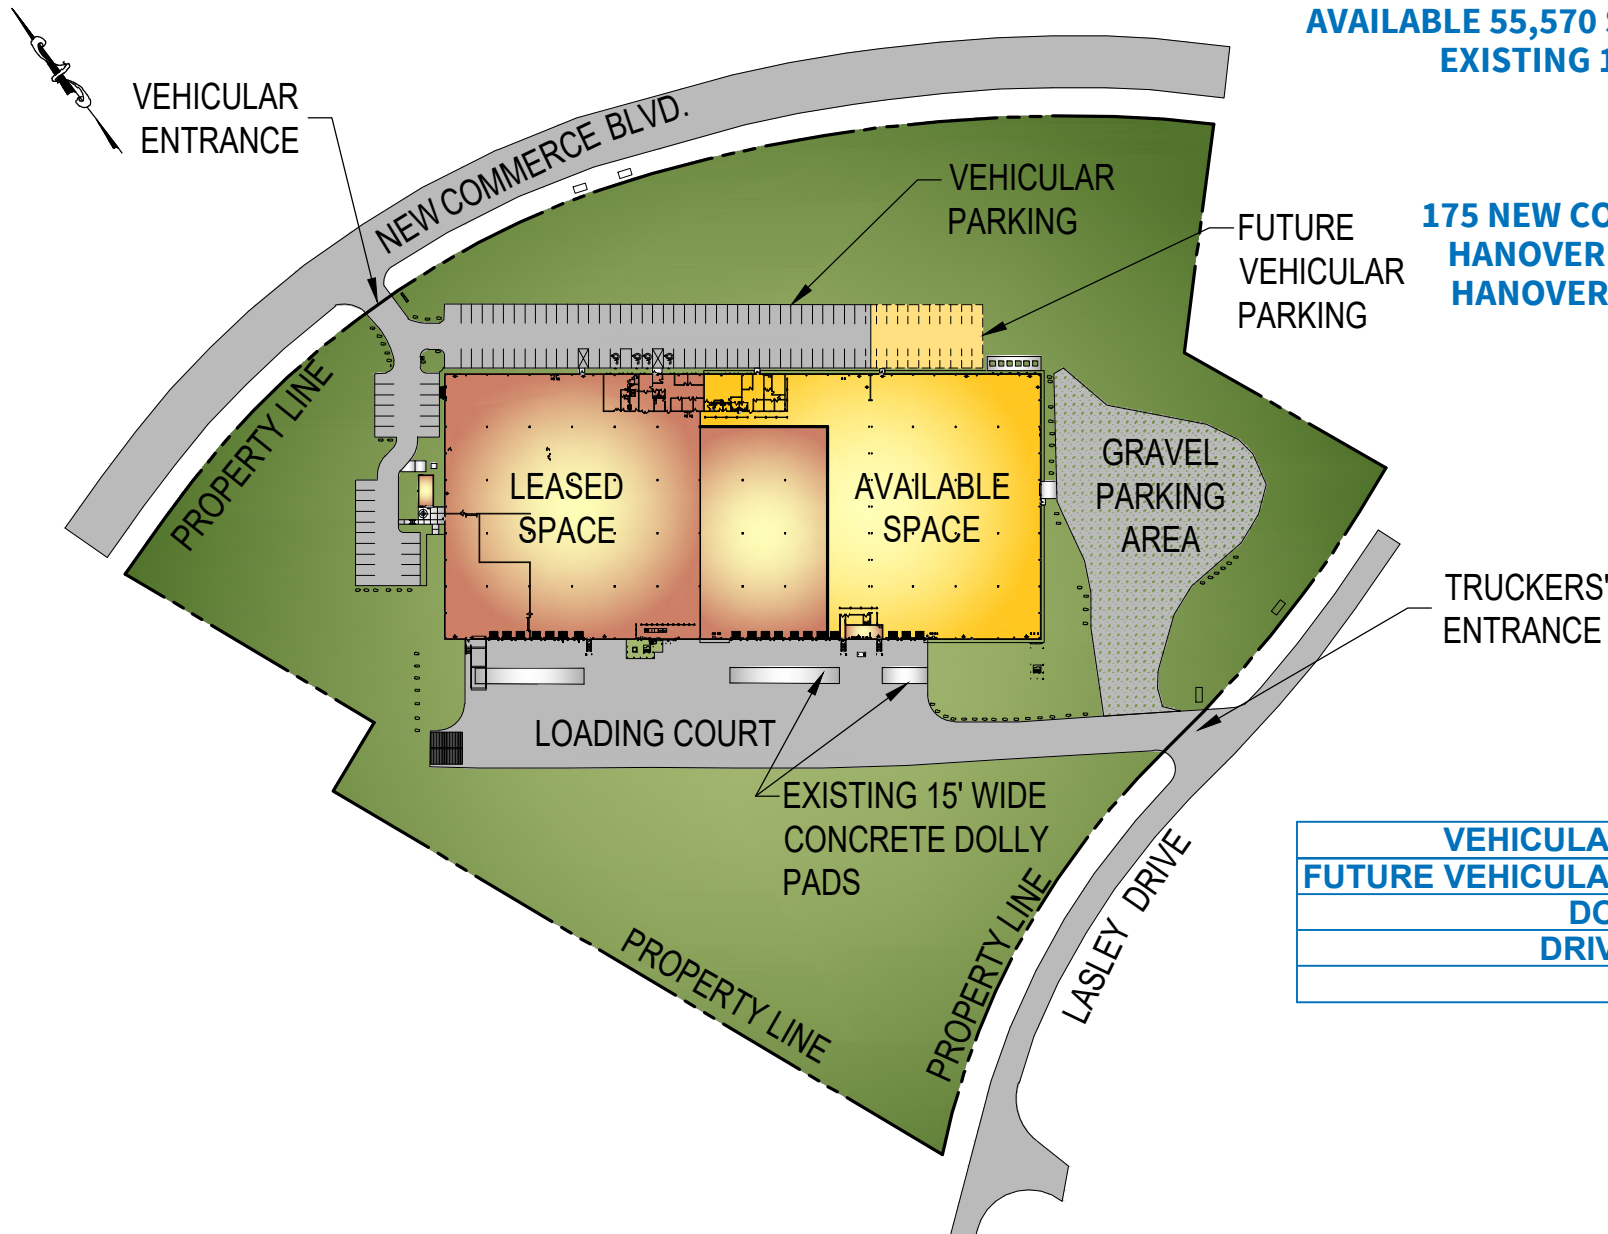 AVAILABLE 55,570
EXISTING
VEHICULAR
ENTRANCE
NEW COMMERCE BLVD.
VEHICULAR
PARKING
175 NEW
HANOVER
HANOVER
FUTURE
VEHICULAR
PARKING
PROPERTY LINE
LEASED
SPACE
AVAILABLE
SPACE
GRAVEL
PARKING
AREA
TRUCKERS'
ENTRANCE
LOADING COURT
EXISTING 15' WIDE
CONCRETE DOLLY
PADS
PROPERTY LINE
PROPERTY LINE
LASLEY DRIVE
VEHICULA
FUTURE VEHICULA
DO
DRIV